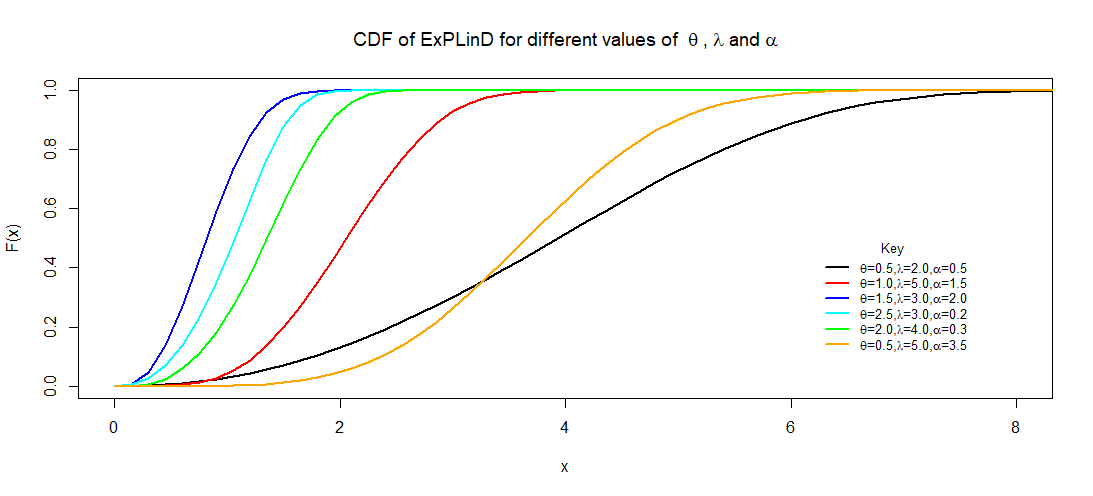 CDF of ExPLinD for different values of θ , λ and α
F(x)
1.0
0.8
0.6
0.4
0.2
0.0
Key
θ=0.5,λ=2.0,α=0.5
θ=1.0,λ=5.0,α=1.5
θ=1.5,λ=3.0,α=2.0
θ=2.5,λ=3.0,α=0.2
θ=2.0,λ=4.0,α=0.3
θ=0.5,λ=5.0,α=3.5
0 2 4 6 8
x